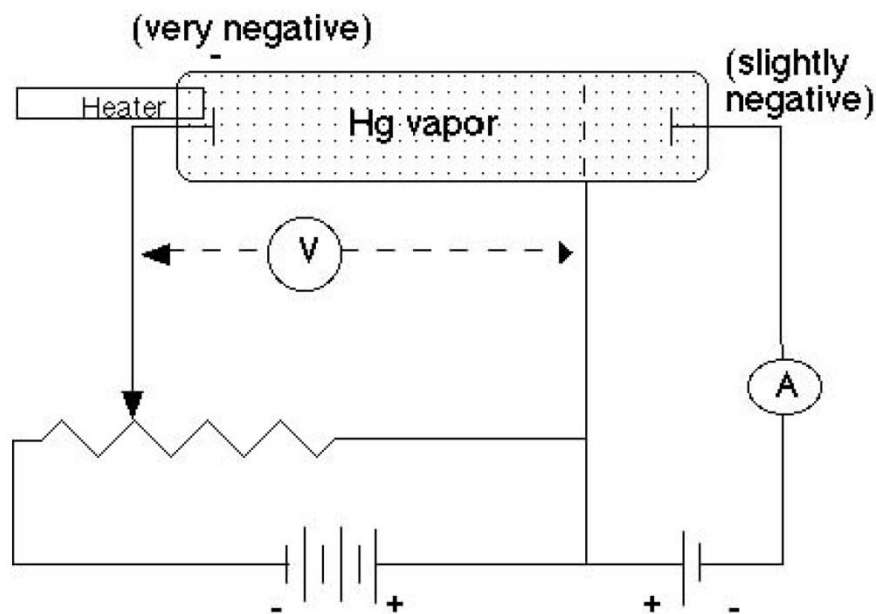 (very negative)
-
(slightly
negative)
Heater
Hg vapor
V
A
- +
+ -